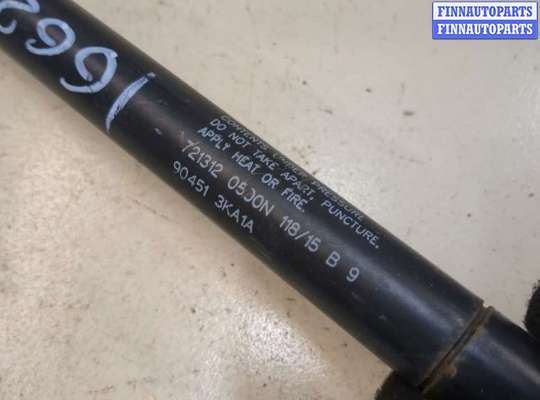 FINNAUTOPARTS
FINNAUTOPARTS
1662
CONTENTS UNDER PRESSURE
DO NOT TAKE APART, PUNCTURE,
APPLY HEAT OR FIRE.
721312 0530N 118/15 B 9
90451 3KA1A